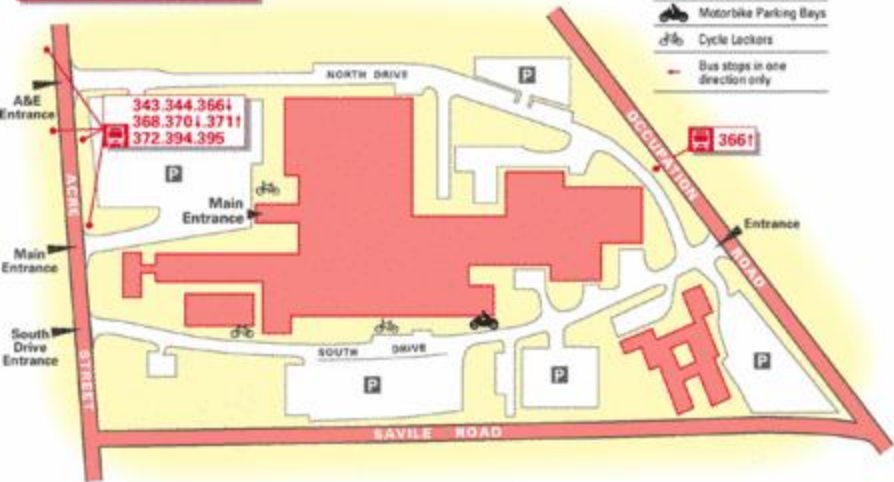 Motorbike Parking Bays
Cycle Lockers
Bus stops in one
direction only
NORTH DRIVE
P
A&E
Entrance
343.344.366↓
368.370↓.371↑
372.394.395
P
OCCUPATION
ROAD
366↑
ACRE
STREET
Main
Entrance
Main
Entrance
Entrance
South
Drive
Entrance
SOUTH DRIVE
P
P
P
SAVILE ROAD